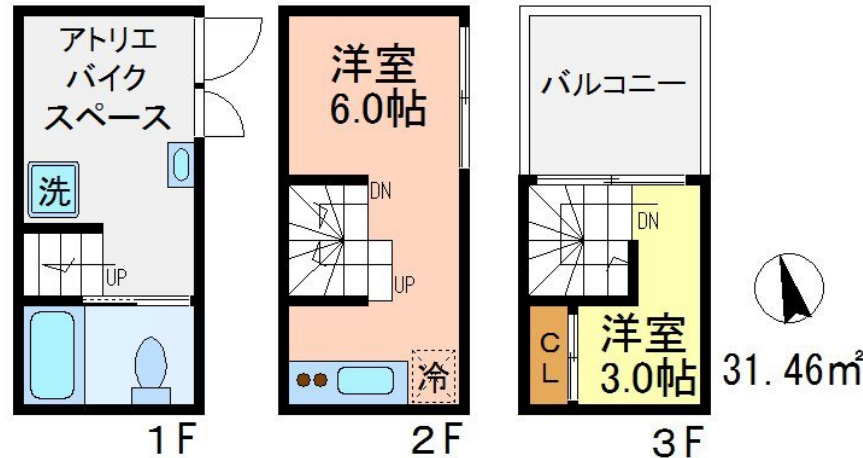 アトリエ
バイク
スペース
洗
UP
1F
洋室
6.0帖
DN
UP
冷
2F
バルコニー
DN
CL
洋室
3.0帖
3F
31.46㎡